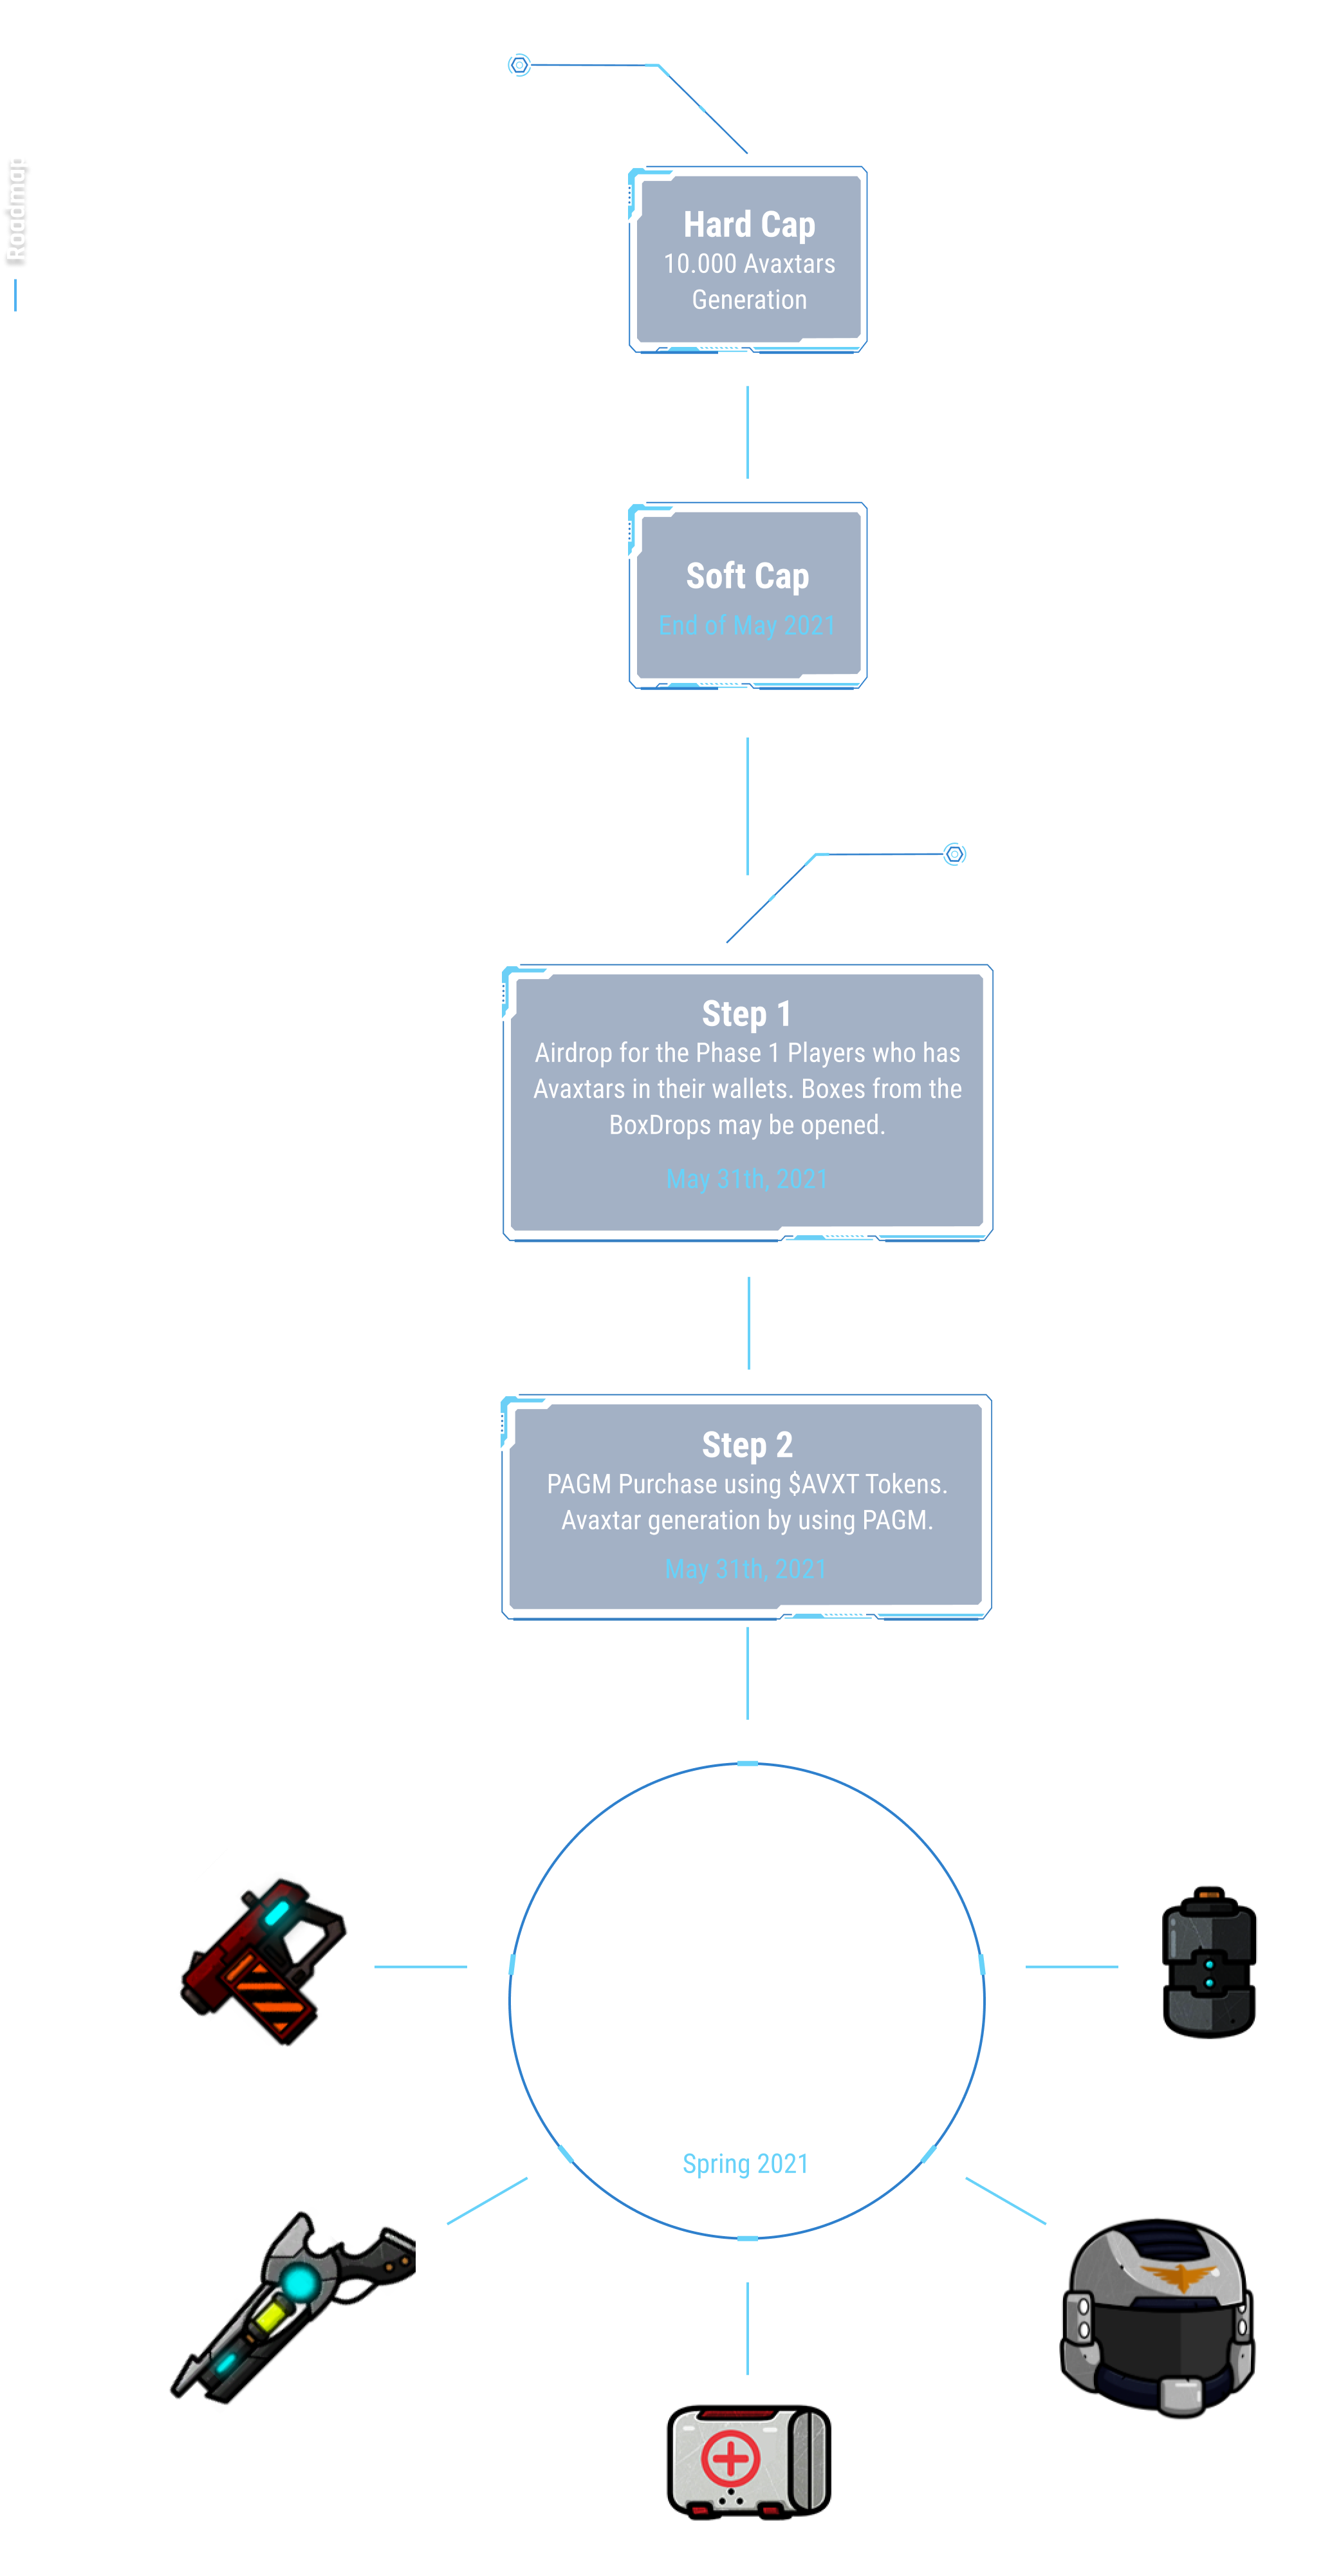 Roadmap
Hard Cap
10.000 Avaxtars
Generation
Soft Cap
End of May 2021
Step 1
Airdrop for the Phase 1 Players who has
Avaxtars in their wallets. Boxes from the
BoxDrops may be opened.
May 31th, 2021
Step 2
PAGM Purchase using $AVXT Tokens.
Avaxtar generation by using PAGM.
May 31th, 2021
Spring 2021